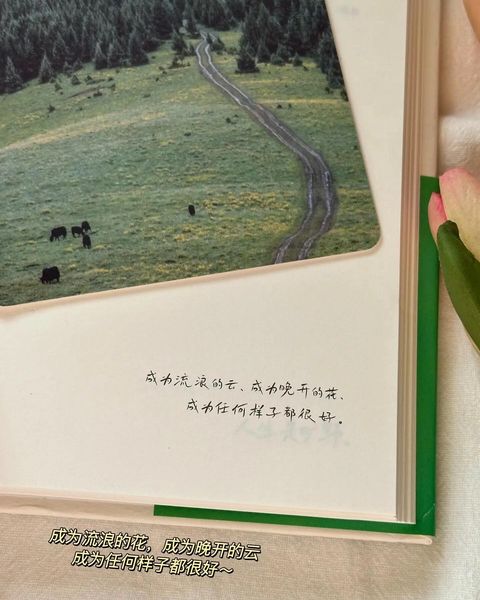 成为流浪的云、成为晚开的花、
成为任何样子都很好。
成为流浪的花，成为晚开的云
成为任何样子都很好～